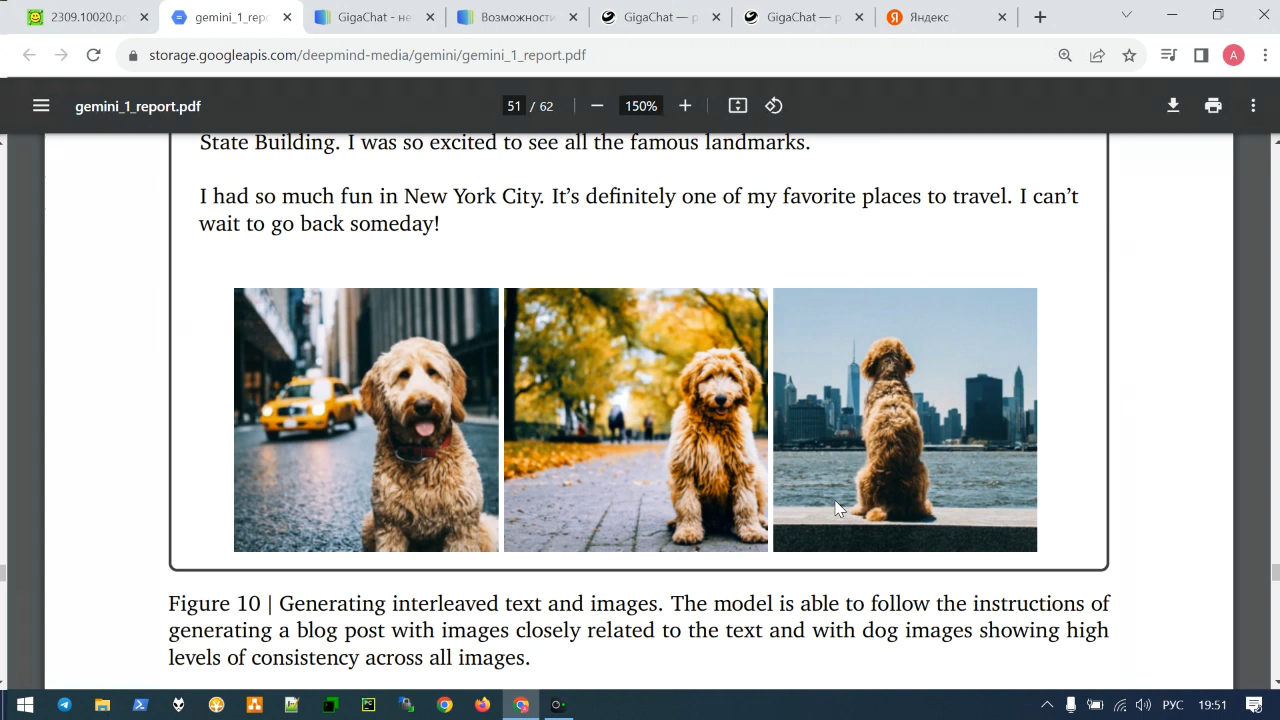 2309.10020.pd
gemini_1_repo
GigaChat - не
Возможности
GigaChat — р
GigaChat — р
Яндекс
storage.googleapis.com/deepmind-media/gemini/gemini_1_report.pdf
A
gemini_1_report.pdf
51 / 62
150%
State Building. I was so excited to see all the famous landmarks.
I had so much fun in New York City. It’s definitely one of my favorite places to travel. I can’t
wait to go back someday!
Figure 10 | Generating interleaved text and images. The model is able to follow the instructions of
generating a blog post with images closely related to the text and with dog images showing high
levels of consistency across all images.
РУС 19:51